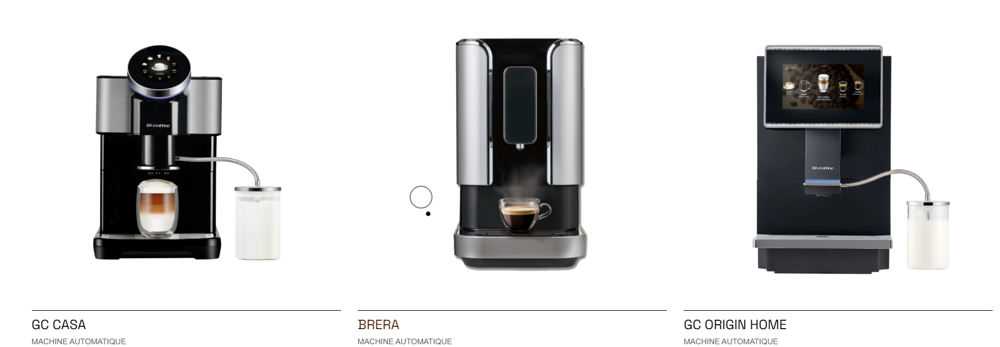 Dr.coffee
Dr.coffee
GC CASA
MACHINE AUTOMATIQUE
BRERA
MACHINE AUTOMATIQUE
GC ORIGIN HOME
MACHINE AUTOMATIQUE